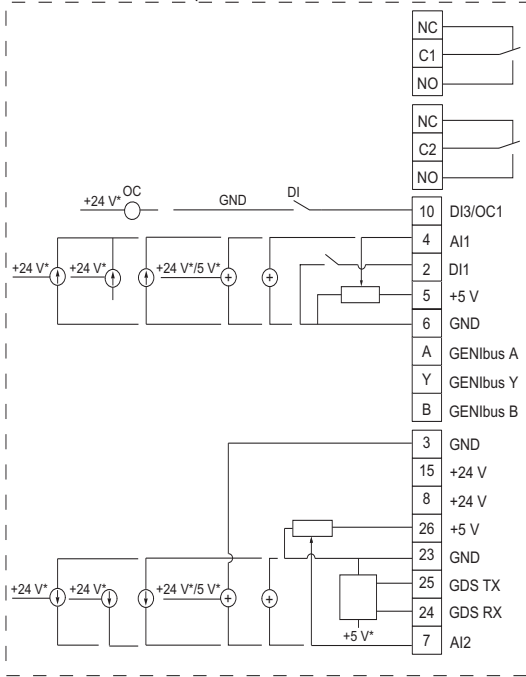 NC
C1
NO
NC
C2
NO
+24 V* OC GND DI 10 DI3/OC1
4 AI1
+24 V* +24 V* +24 V*/5 V* + + 2 DI1
5 +5 V
6 GND
A GENIbus A
Y GENIbus Y
B GENIbus B
3 GND
15 +24 V
8 +24 V
26 +5 V
23 GND
+24 V* +24 V* +24 V*/5 V* + + 25 GDS TX
24 GDS RX
+5 V* 7 AI2